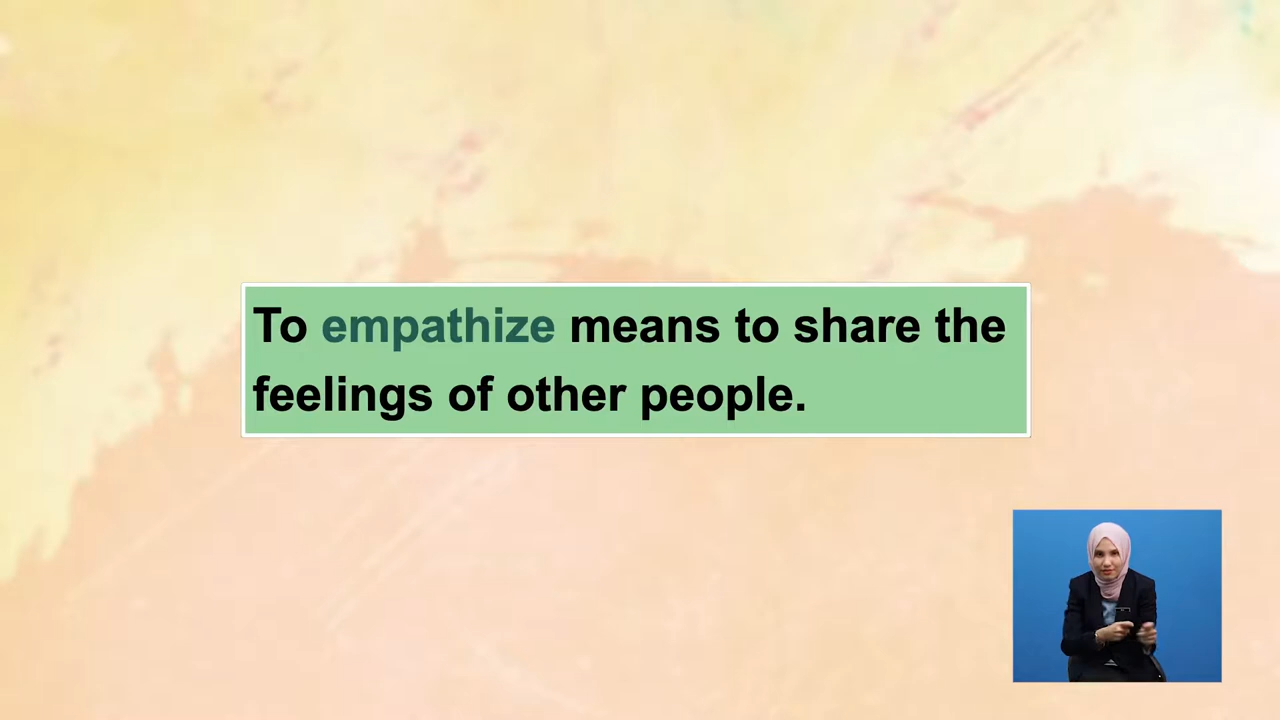 To empathize means to share the
feelings of other people.